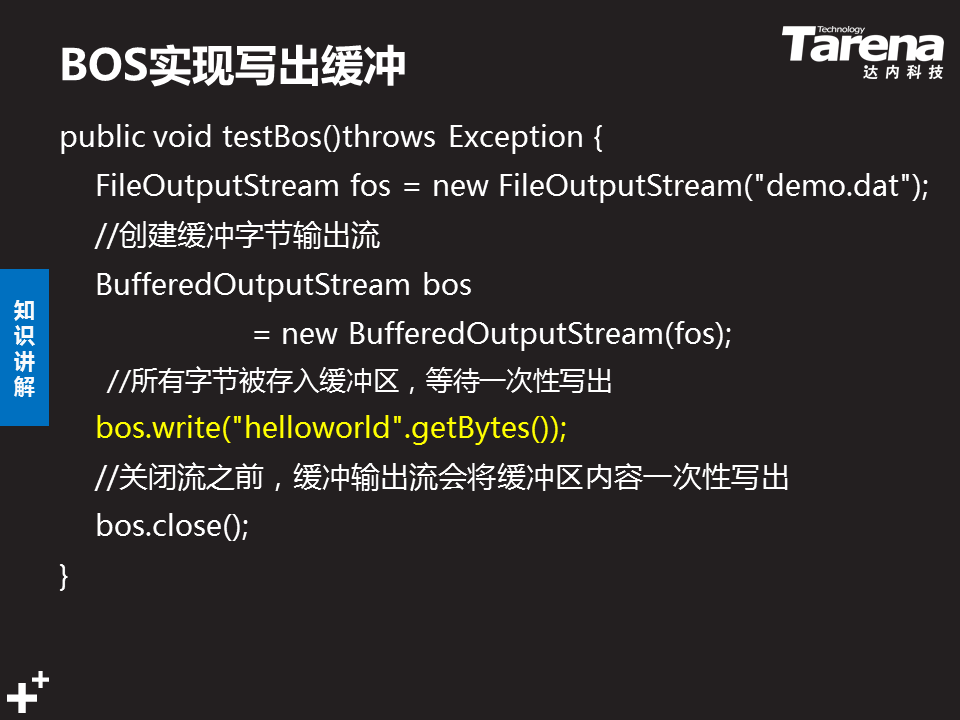 BOS实现写出缓冲
Technology
Tarena
达内科技
public void testBos()throws Exception {
FileOutputStream fos = new FileOutputStream("demo.dat");
//创建缓冲字节输出流
BufferedOutputStream bos
= new BufferedOutputStream(fos);
//所有字节被存入缓冲区，等待一次性写出
bos.write("helloworld".getBytes());
//关闭流之前，缓冲输出流会将缓冲区内容一次性写出
bos.close();
}
知识讲解